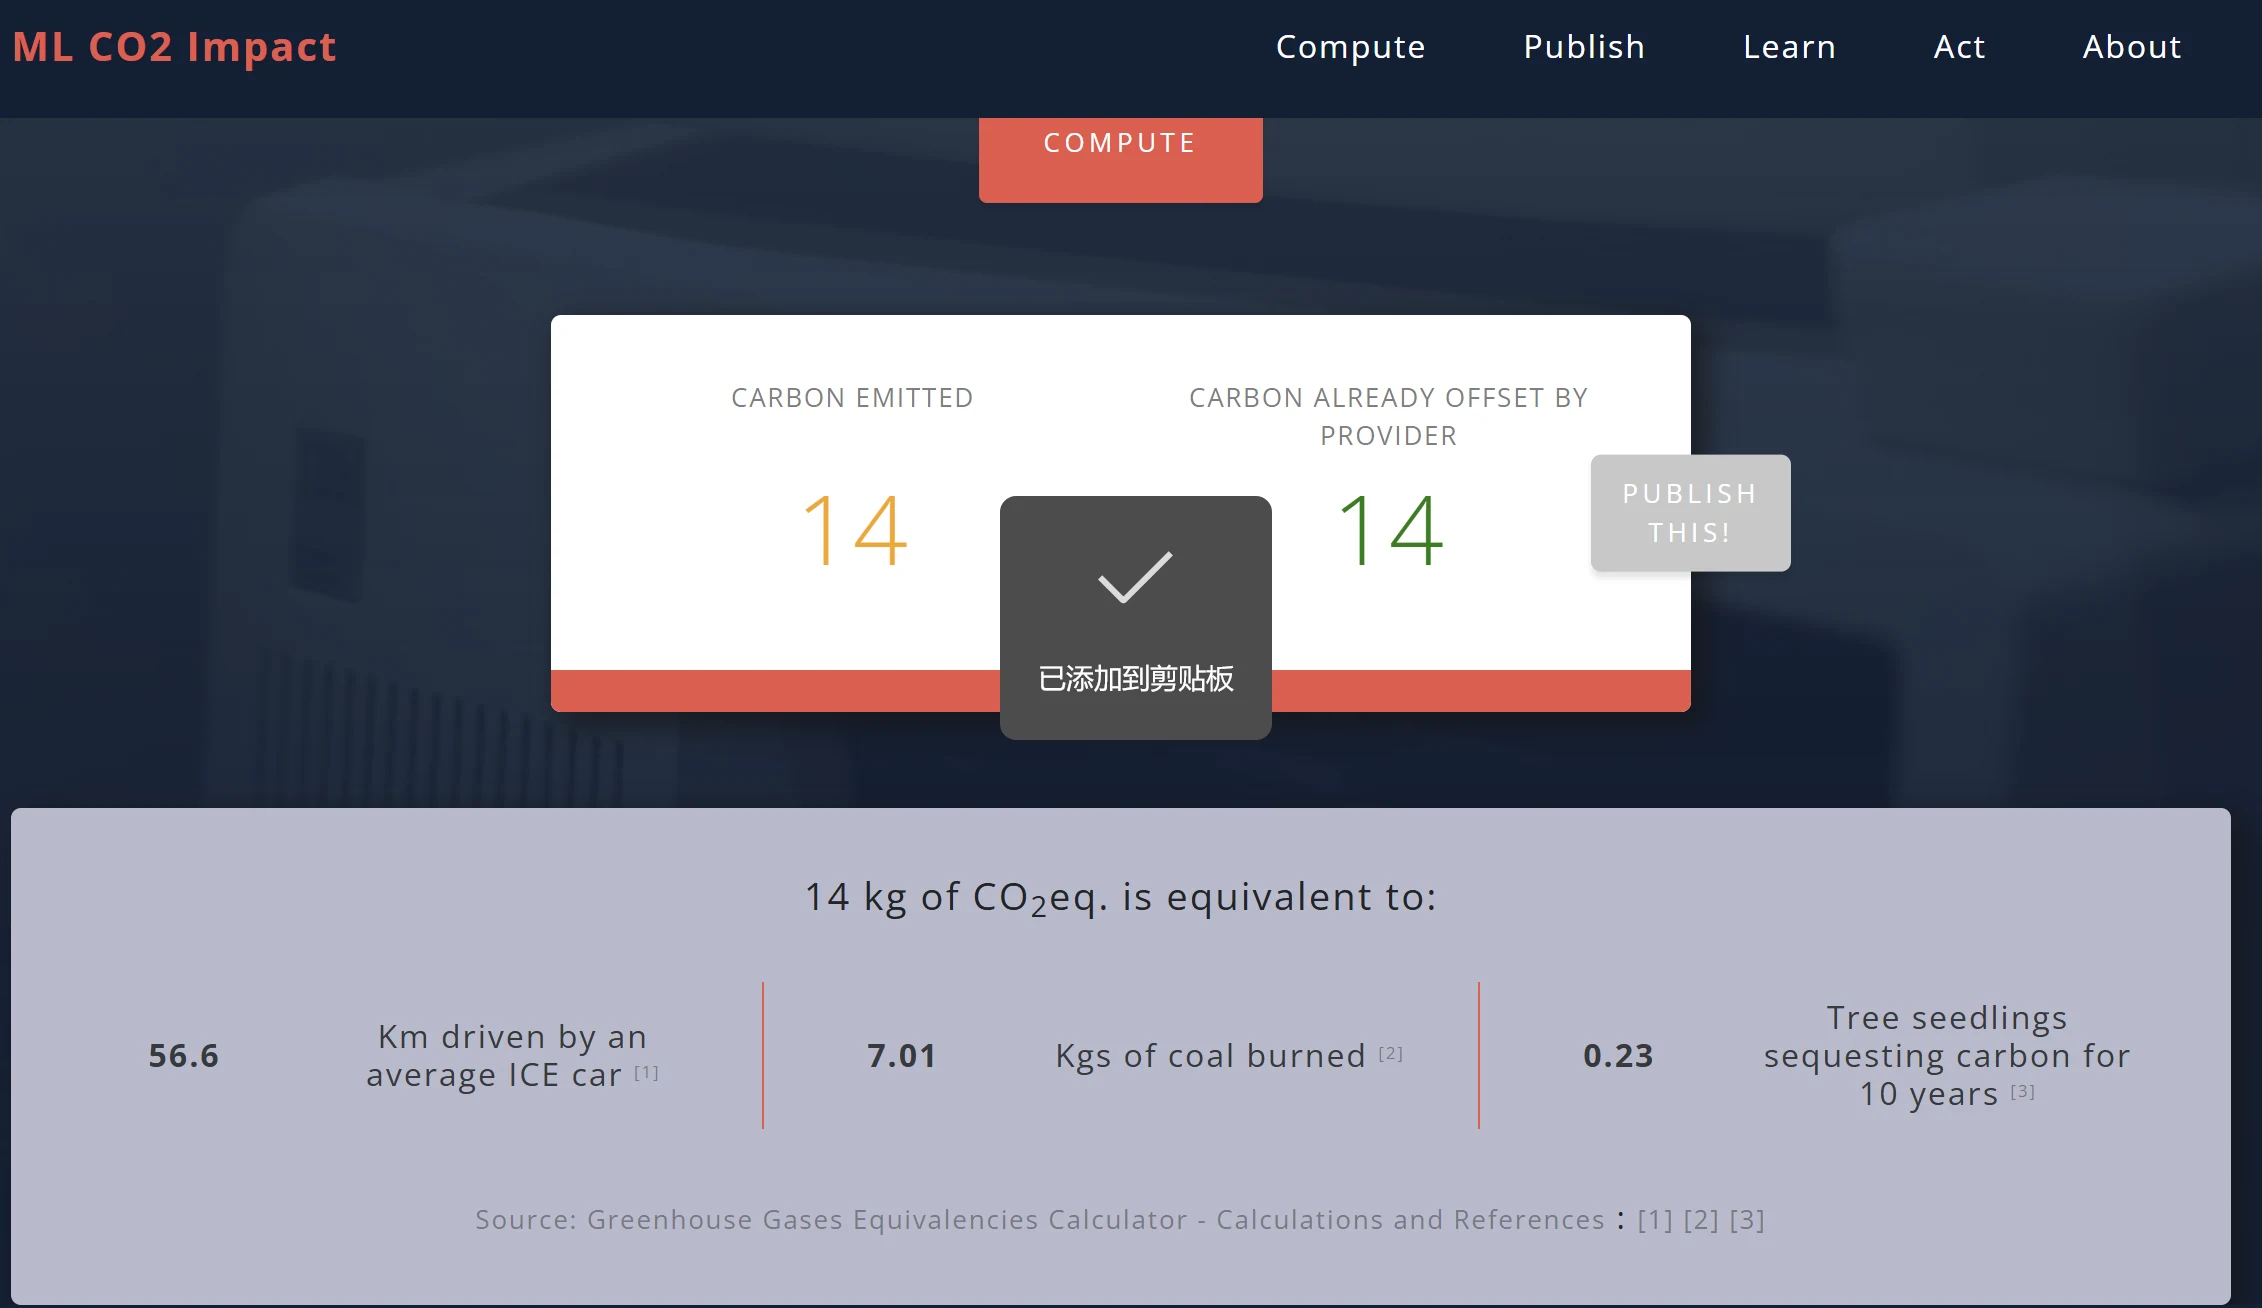 ML CO2 Impact
Compute
Publish
Learn
Act
About
COMPUTE
CARBON EMITTED
14
CARBON ALREADY OFFSET BY
PROVIDER
14
PUBLISH
THIS!
已添加到剪贴板
14 kg of CO₂eq. is equivalent to:
56.6
Km driven by an
average ICE car [1]
7.01
Kgs of coal burned [2]
0.23
Tree seedlings
sequesting carbon for
10 years [3]
Source: Greenhouse Gases Equivalencies Calculator - Calculations and References : [1] [2] [3]